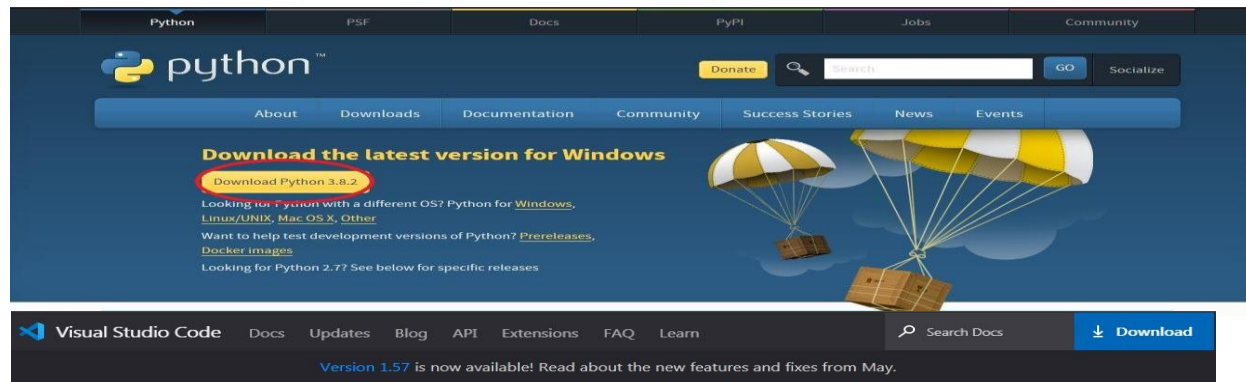 Python PSF Docs PyPI Jobs Community
python™
Donate Search GO Socialize
About Downloads Documentation Community Success Stories News Events
Download the latest version for Windows
Download Python 3.8.2
Looking for Python with a different OS? Python for Windows,
Linux/UNIX, Mac OS X, Other
Want to help test development versions of Python? Prereleases,
Docker images
Looking for Python 2.7? See below for specific releases
Visual Studio Code Docs Updates Blog API Extensions FAQ Learn Search Docs Download
Version 1.57 is now available! Read about the new features and fixes from May.